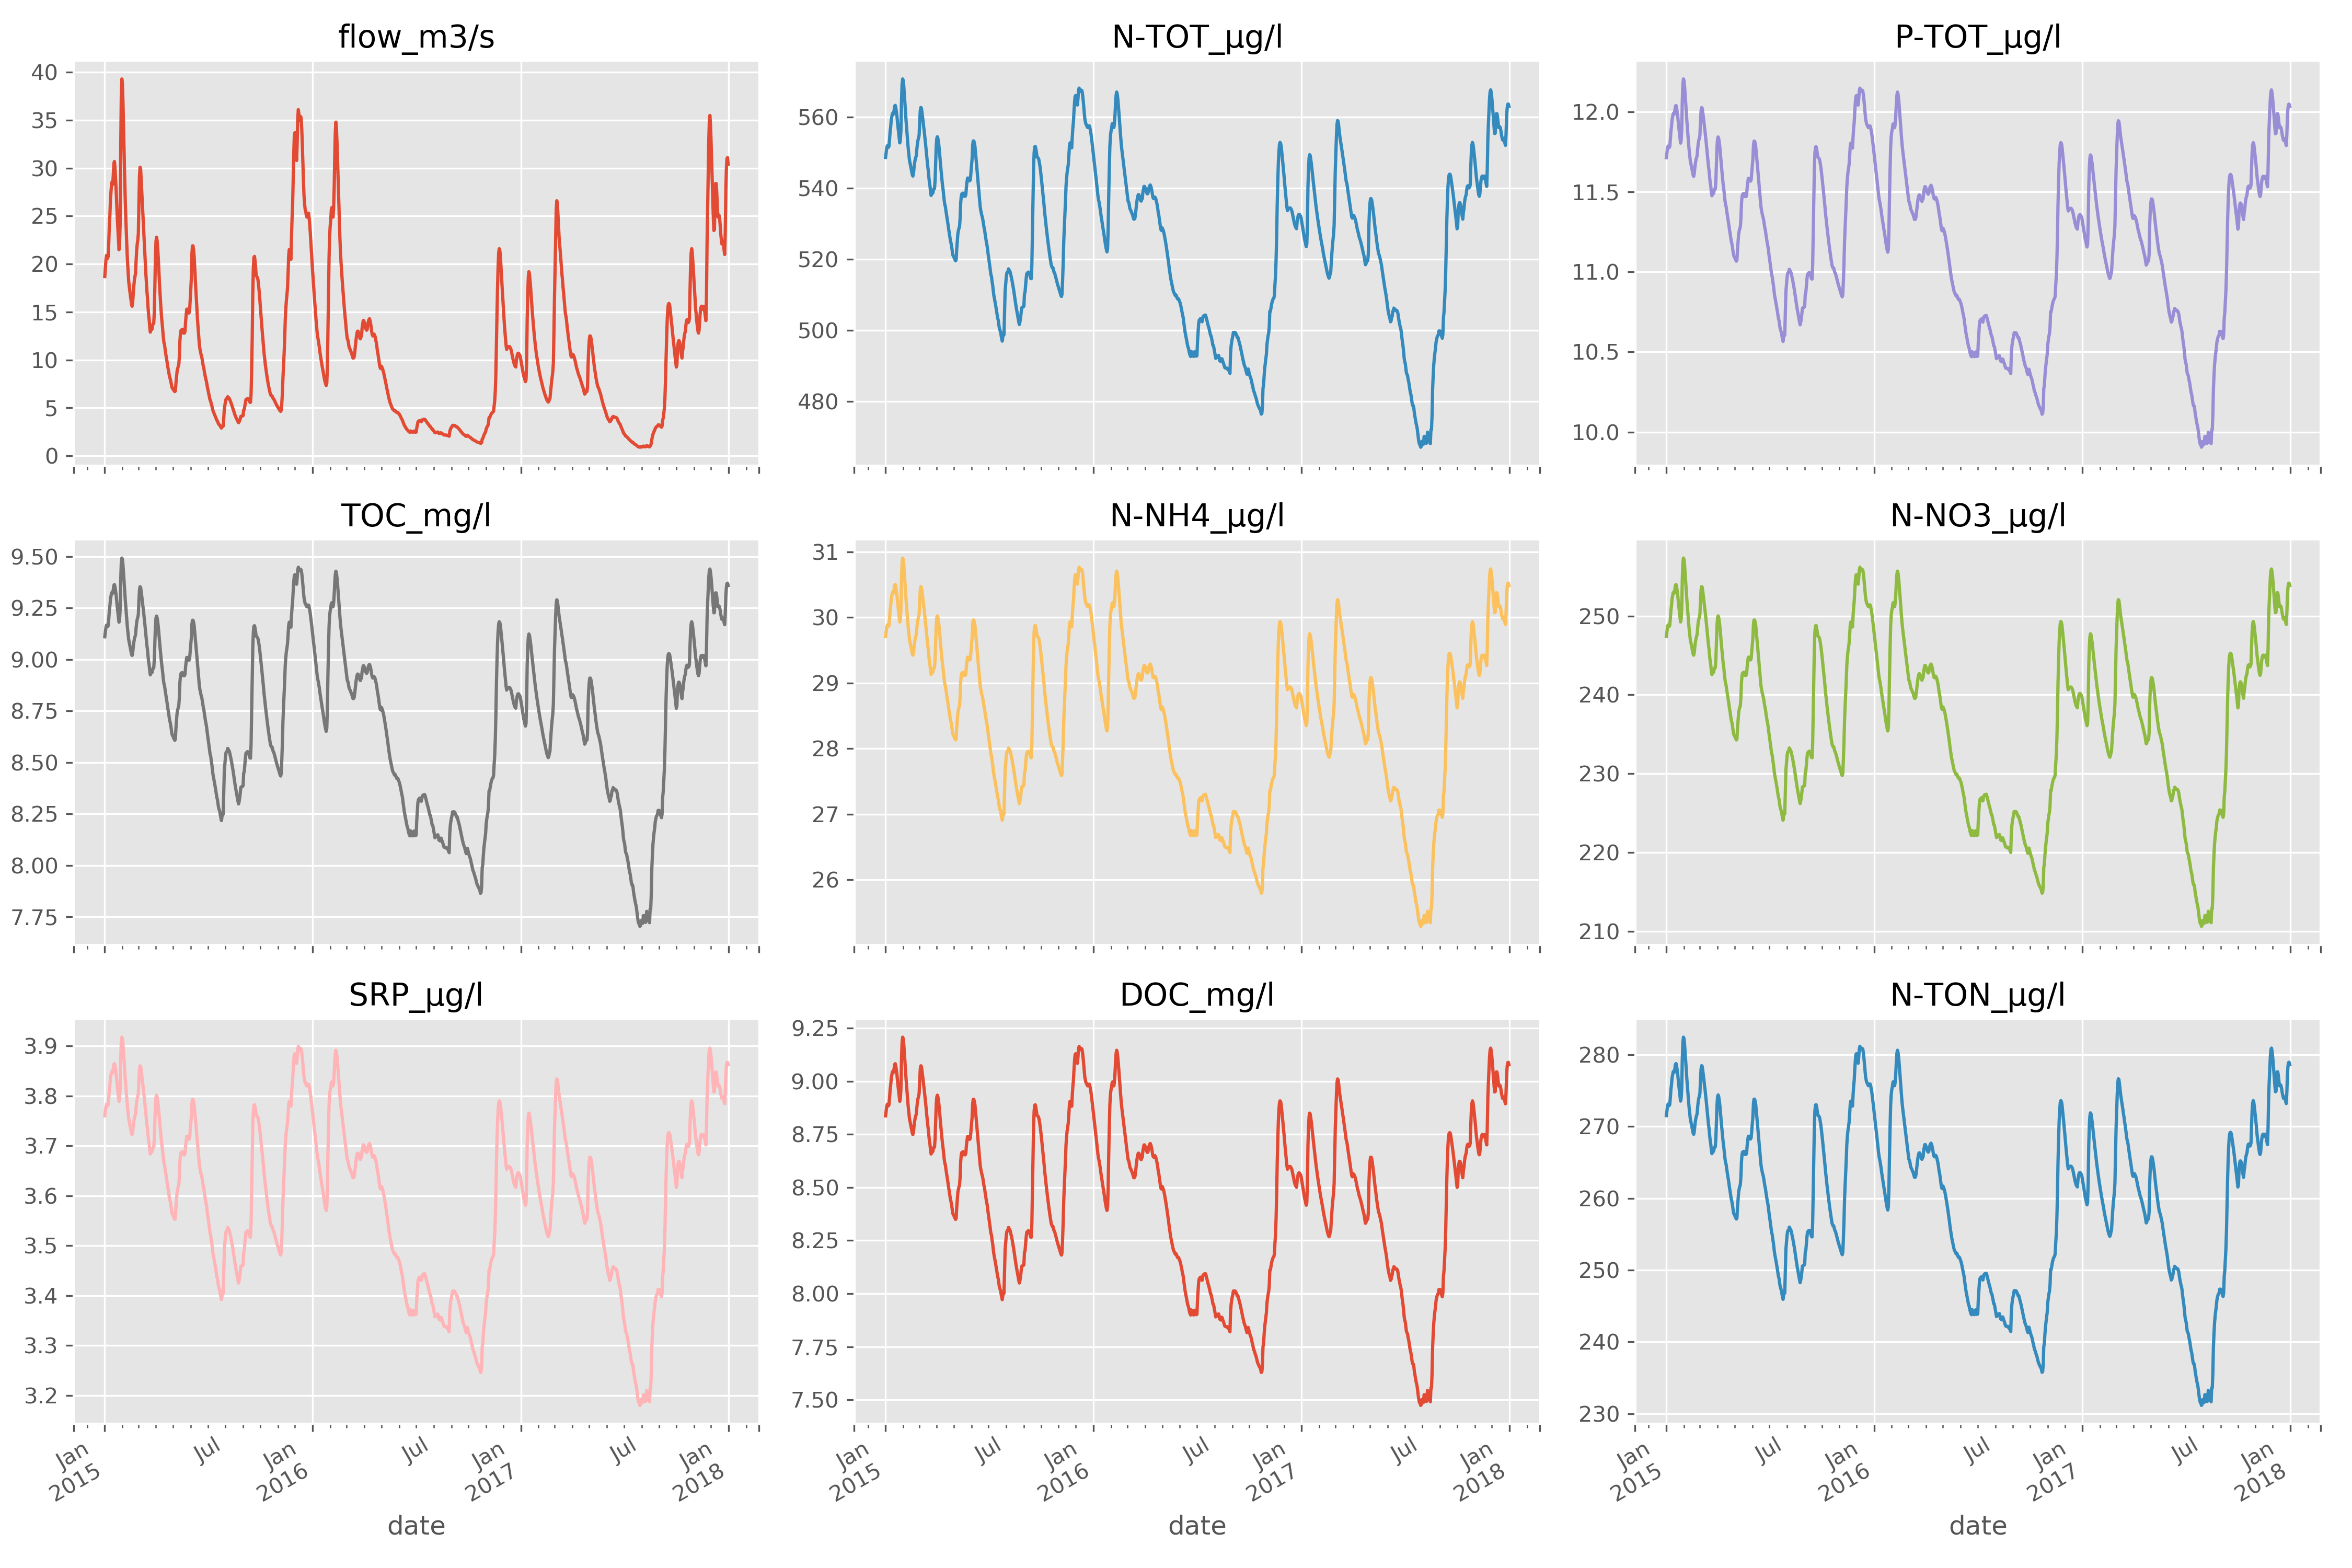 flow_m3/s
40
35
30
25
20
15
10
5
0
N-TOT_µg/l
560
540
520
500
480
P-TOT_µg/l
12.0
11.5
11.0
10.5
10.0
TOC_mg/l
9.50
9.25
9.00
8.75
8.50
8.25
8.00
7.75
N-NH4_µg/l
31
30
29
28
27
26
N-NO3_µg/l
250
240
230
220
210
SRP_µg/l
3.9
3.8
3.7
3.6
3.5
3.4
3.3
3.2
Jan
2015
Jul
Jan
2016
Jul
Jan
2017
Jul
Jan
2018
date
DOC_mg/l
9.25
9.00
8.75
8.50
8.25
8.00
7.75
7.50
Jan
2015
Jul
Jan
2016
Jul
Jan
2017
Jul
Jan
2018
date
N-TON_µg/l
280
270
260
250
240
230
Jan
2015
Jul
Jan
2016
Jul
Jan
2017
Jul
Jan
2018
date